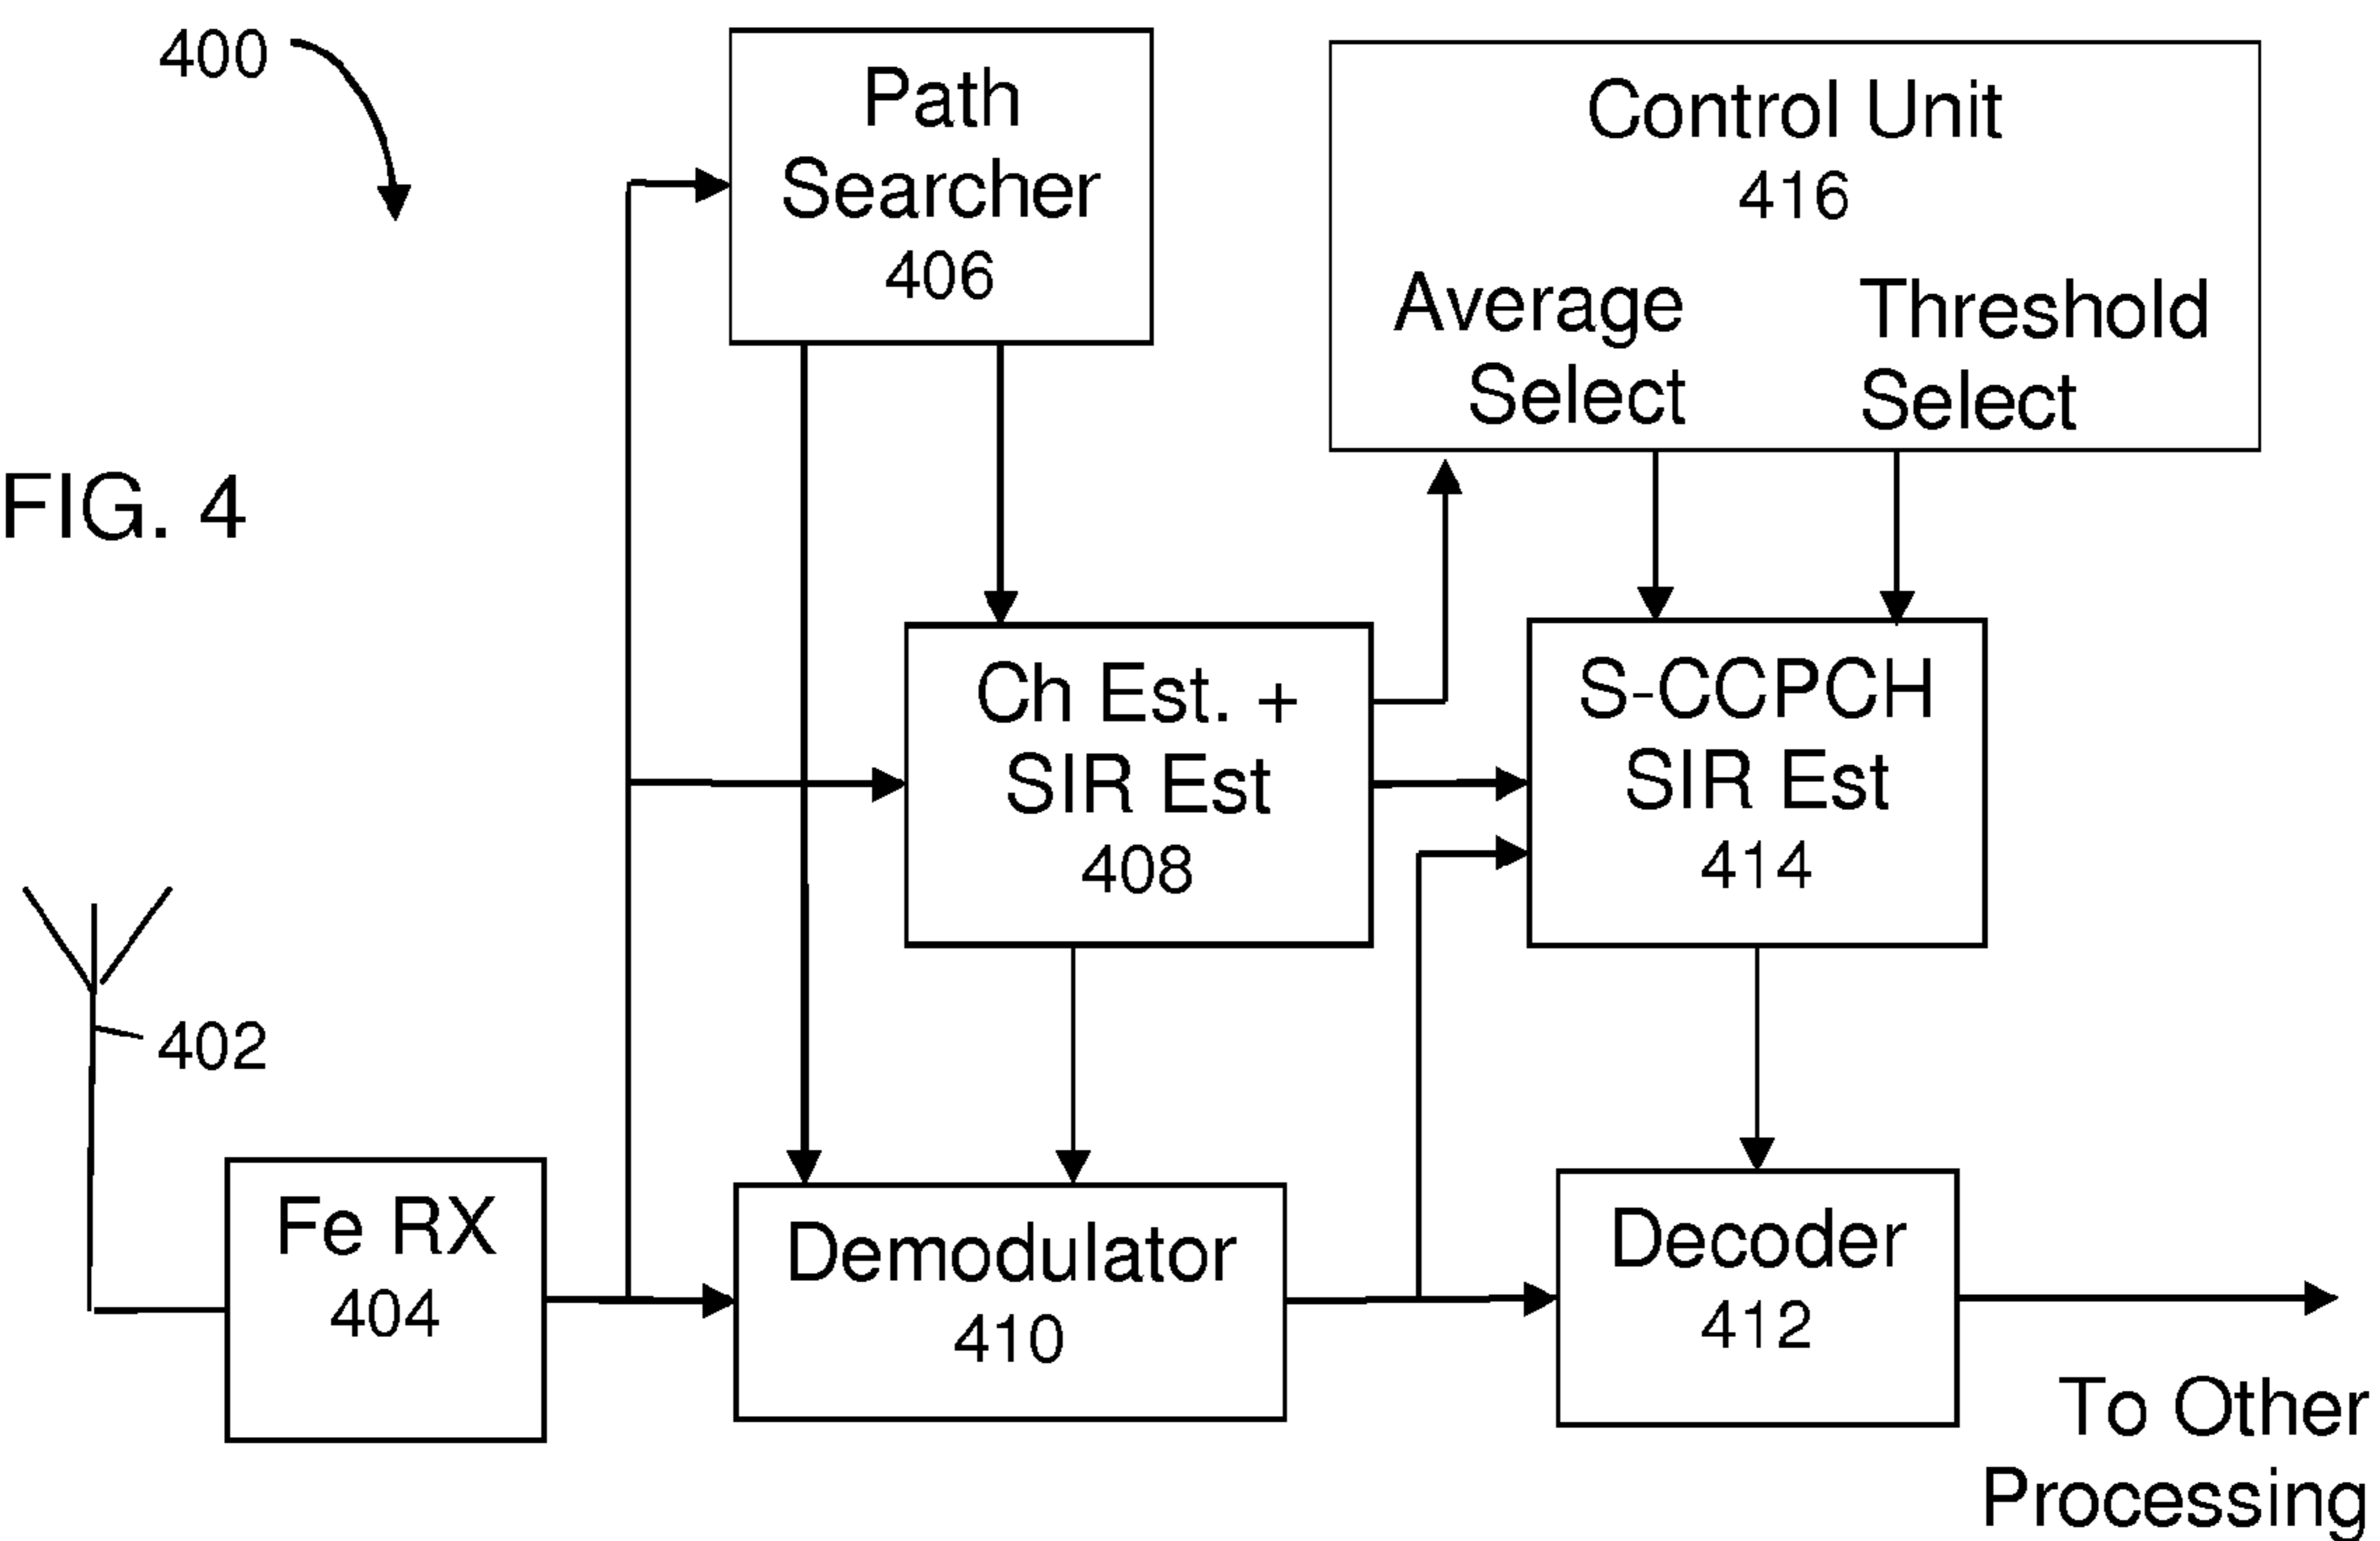 400
Path
Searcher
406
Control Unit
416
Average
Select
Threshold
Select
FIG. 4
Ch Est. +
SIR Est
408
S-CCPCH
SIR Est
414
402
Fe RX
404
Demodulator
410
Decoder
412
To Other
Processing